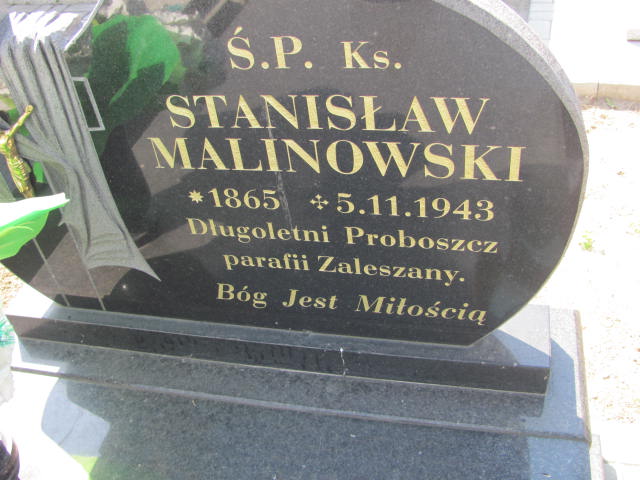 Ś.P. Ks.
STANISŁAW
MALINOWSKI
* 1865 ✣ 5.11.1943
Długoletni Proboszcz
parafii Zaleszany.
Bóg Jest Miłością